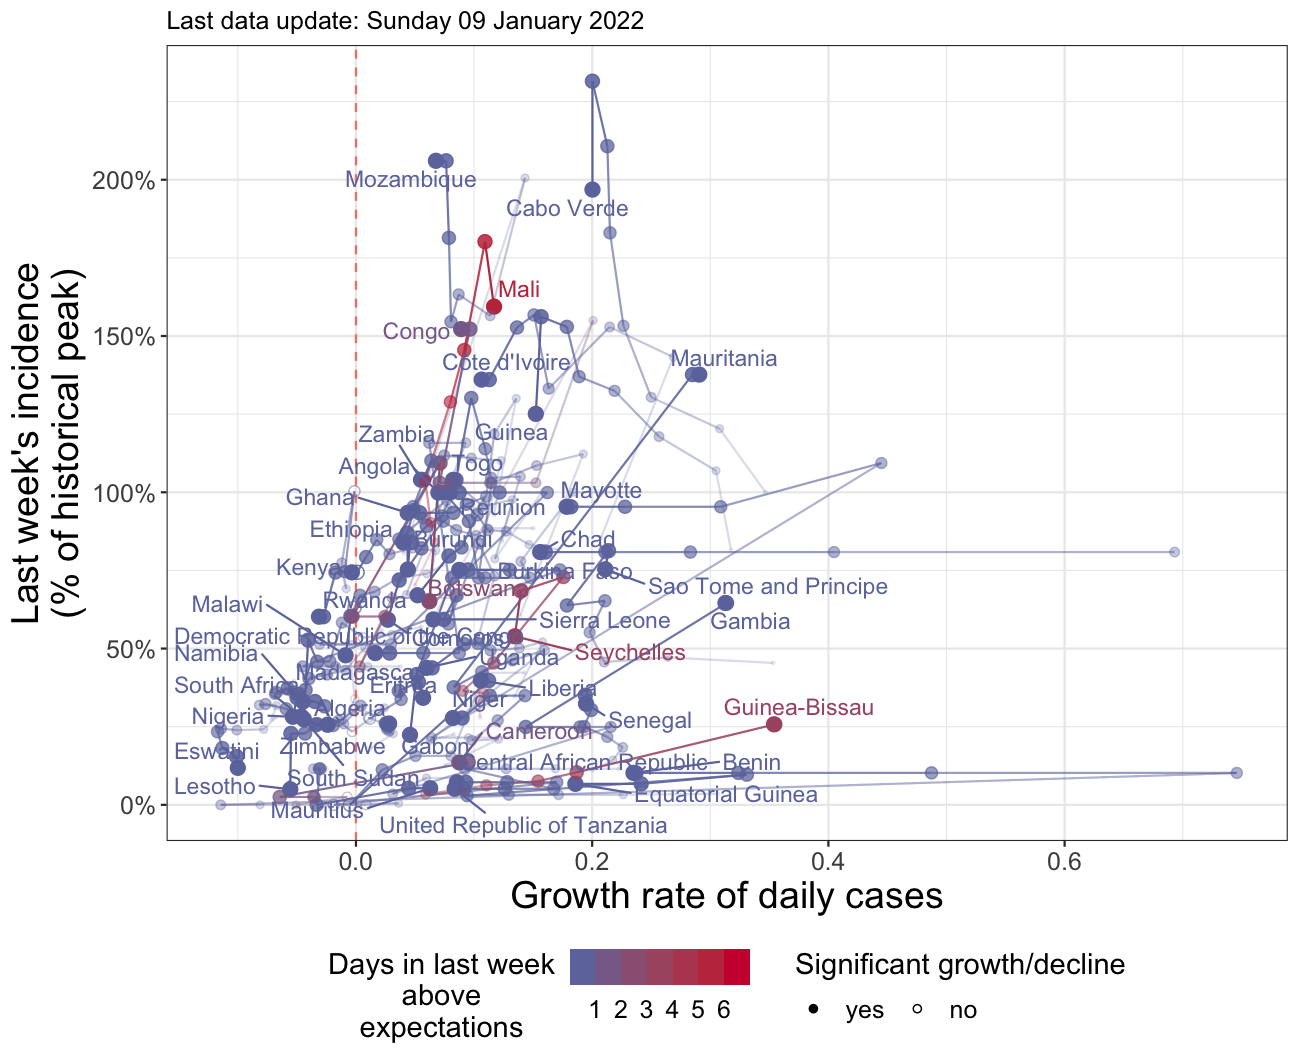 Last data update: Sunday 09 January 2022
Last week's incidence
(% of historical peak)
200%
150%
100%
50%
0%
Mozambique
Cabo Verde
Mali
Congo
Cote d'Ivoire
Mauritania
Zambia
Guinea
Angola
Togo
Ghana
Mayotte
Reunion
Ethiopia
Burundi
Chad
Kenya
Burkina Faso
Botswana
Sao Tome and Principe
Malawi
Rwanda
Sierra Leone
Gambia
Democratic Republic of the Congo
Comoros
Namibia
Uganda
Seychelles
Madagascar
South Africa
Eritrea
Liberia
Niger
Nigeria
Algeria
Senegal
Guinea-Bissau
Cameroon
Eswatini
Zimbabwe
Gabon
Central African Republic
Benin
Lesotho
South Sudan
Equatorial Guinea
Mauritius
United Republic of Tanzania
0.0
0.2
0.4
0.6
Growth rate of daily cases
Days in last week
above
expectations
1 2 3 4 5 6
Significant growth/decline
yes
no